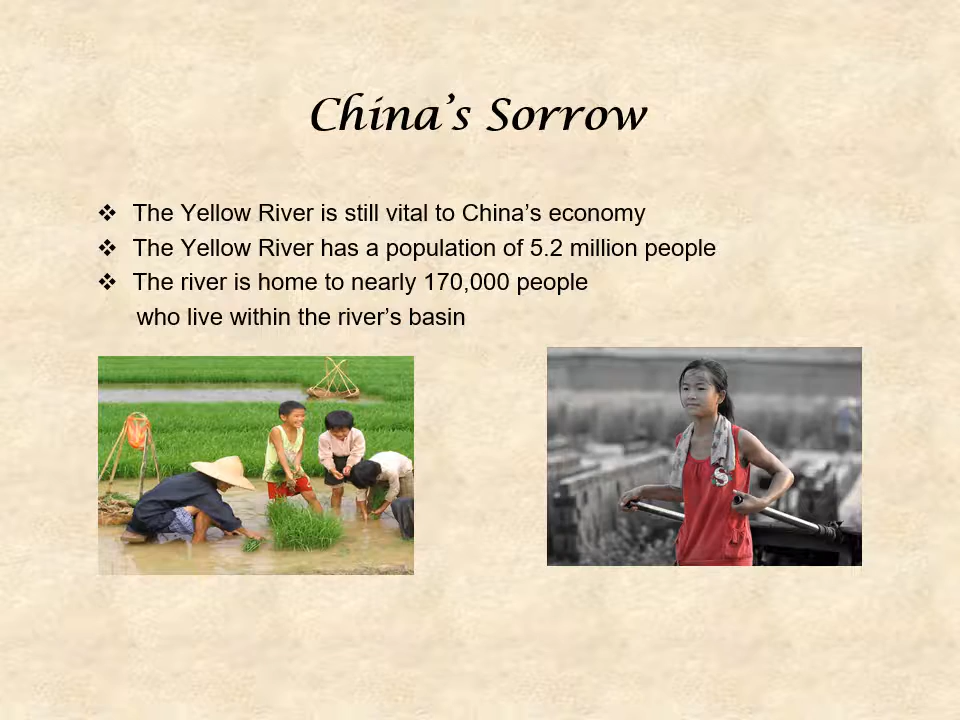 China’s Sorrow
❖ The Yellow River is still vital to China’s economy
❖ The Yellow River has a population of 5.2 million people
❖ The river is home to nearly 170,000 people
who live within the river’s basin